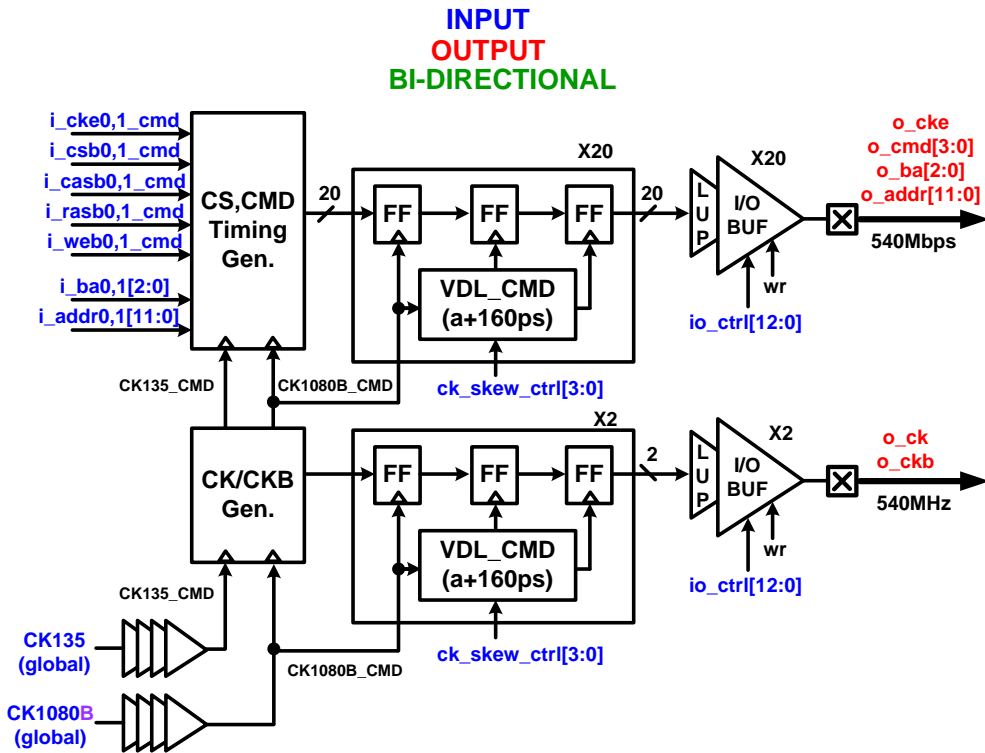 INPUT
OUTPUT
BI-DIRECTIONAL
i_cke0,1_cmd
i_csb0,1_cmd
i_casb0,1_cmd
i_rasb0,1_cmd
i_web0,1_cmd
i_ba0,1[2:0]
i_addr0,1[11:0]
CS,CMD
Timing
Gen.
20
X20
FF
FF
FF
VDL_CMD
(a+160ps)
20
L
U
P
I/O
BUF
X20
wr
io_ctrl[12:0]
o_cke
o_cmd[3:0]
o_ba[2:0]
o_addr[11:0]
540Mbps
CK135_CMD
CK1080B_CMD
ck_skew_ctrl[3:0]
CK/CKB
Gen.
X2
FF
FF
FF
VDL_CMD
(a+160ps)
2
L
U
P
I/O
BUF
X2
wr
io_ctrl[12:0]
o_ck
o_ckb
540MHz
CK135_CMD
CK1080B_CMD
ck_skew_ctrl[3:0]
CK135
(global)
CK1080B
(global)